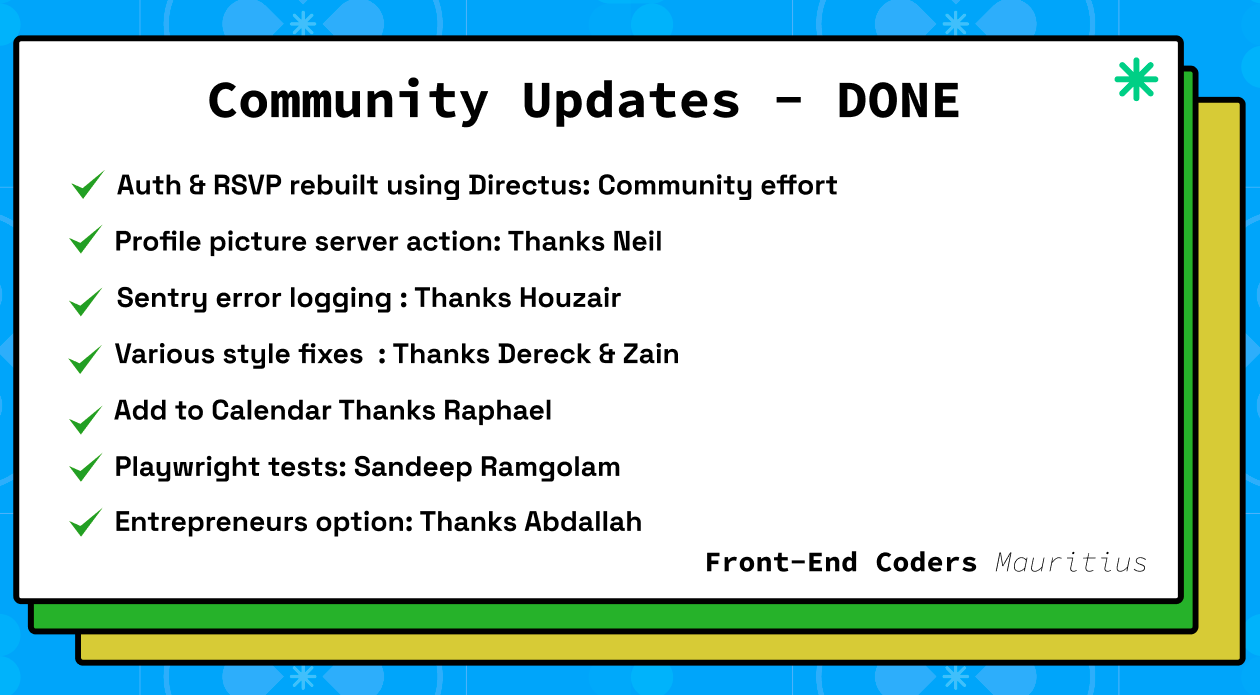 Community Updates - DONE
Auth & RSVP rebuilt using Directus: Community effort
Profile picture server action: Thanks Neil
Sentry error logging : Thanks Houzair
Various style fixes  : Thanks Dereck & Zain
Add to Calendar Thanks Raphael
Playwright tests: Sandeep Ramgolam
Entrepreneurs option: Thanks Abdallah
Front-End Coders Mauritius